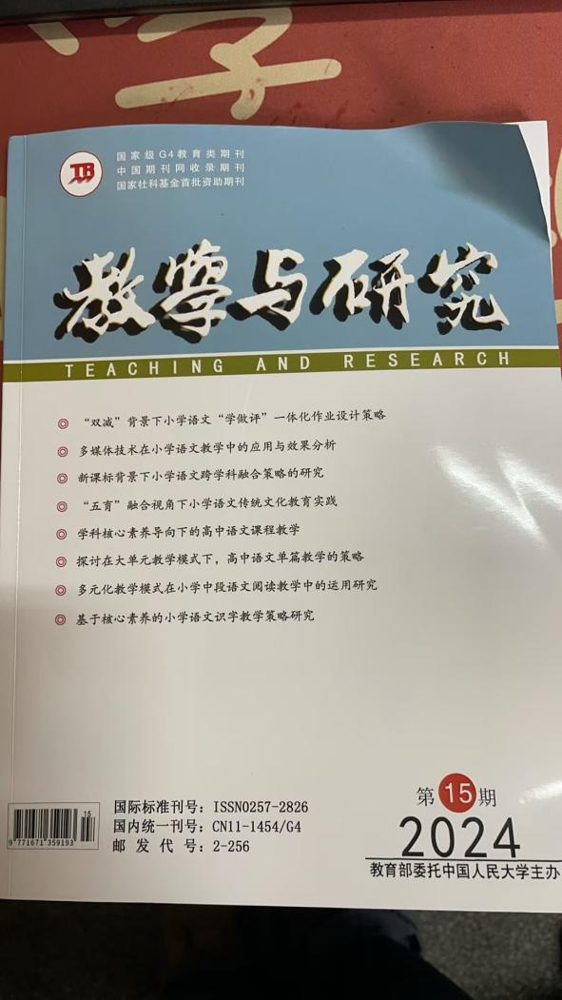 TB
国家级G4教育类期刊
中国期刊网收录期刊
国家社科基金首批资助期刊
教学与研究
TEACHING AND RESEARCH
◎ “双减”背景下小学语文“学做评”一体化作业设计策略
◎ 多媒体技术在小学语文教学中的应用与效果分析
◎ 新课标背景下小学语文跨学科融合策略的研究
◎ “五育”融合视角下小学语文传统文化教育实践
◎ 学科核心素养导向下的高中语文课程教学
◎ 探讨在大单元教学模式下，高中语文单篇教学的策略
◎ 多元化教学模式在小学中段语文阅读教学中的运用研究
◎ 基于核心素养的小学语文识字教学策略研究
第15期
2024
教育部委托中国人民大学主办
国际标准刊号：ISSN0257-2826
国内统一刊号：CN11-1454/G4
邮发代号：2-256
15
9 771671 359193